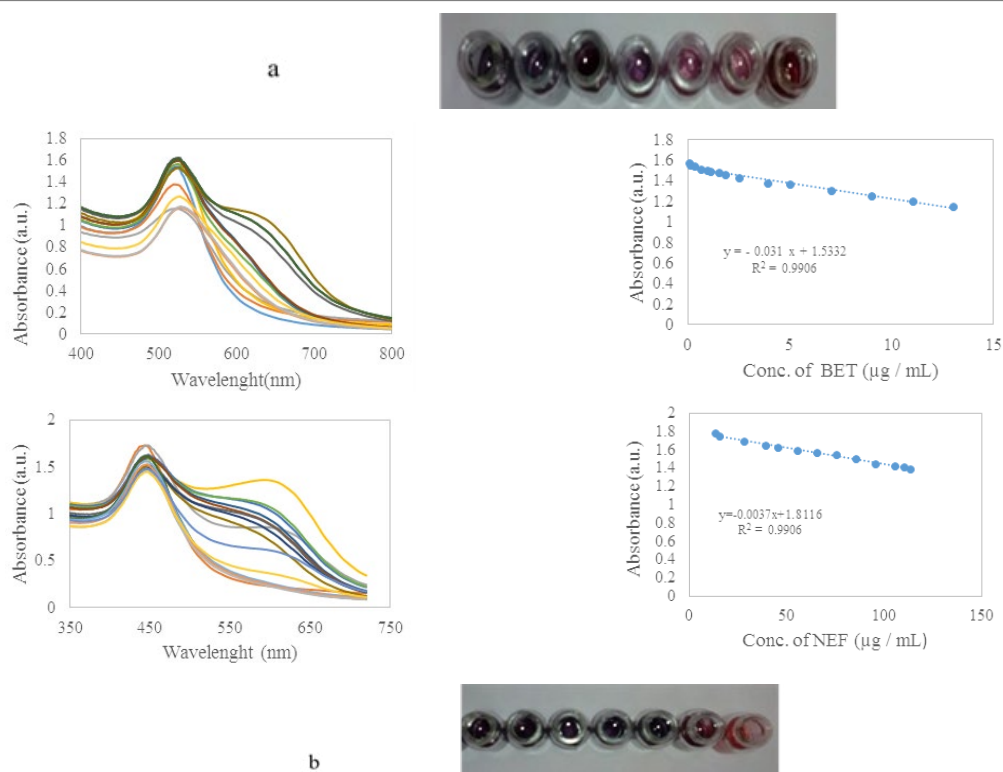 a
Absorbance (a.u.)
1.8
1.6
1.4
1.2
1
0.8
0.6
0.4
0.2
0
400 500 600 700 800
Wavelenght(nm)
Absorbance (a.u.)
1.8
1.6
1.4
1.2
1
0.8
0.6
0.4
0.2
0
y = - 0.031 x + 1.5332
R² = 0.9906
0 5 10 15
Conc. of BET (µg / mL)
Absorbance (a.u.)
2
1.5
1
0.5
0
350 450 550 650 750
Wavelenght (nm)
Absorbance (a.u.)
2
1.8
1.6
1.4
1.2
1
0.8
0.6
0.4
0.2
0
y=-0.0037x+1.8116
R² = 0.9906
0 50 100 150
Conc. of NEF (µg / mL)
b